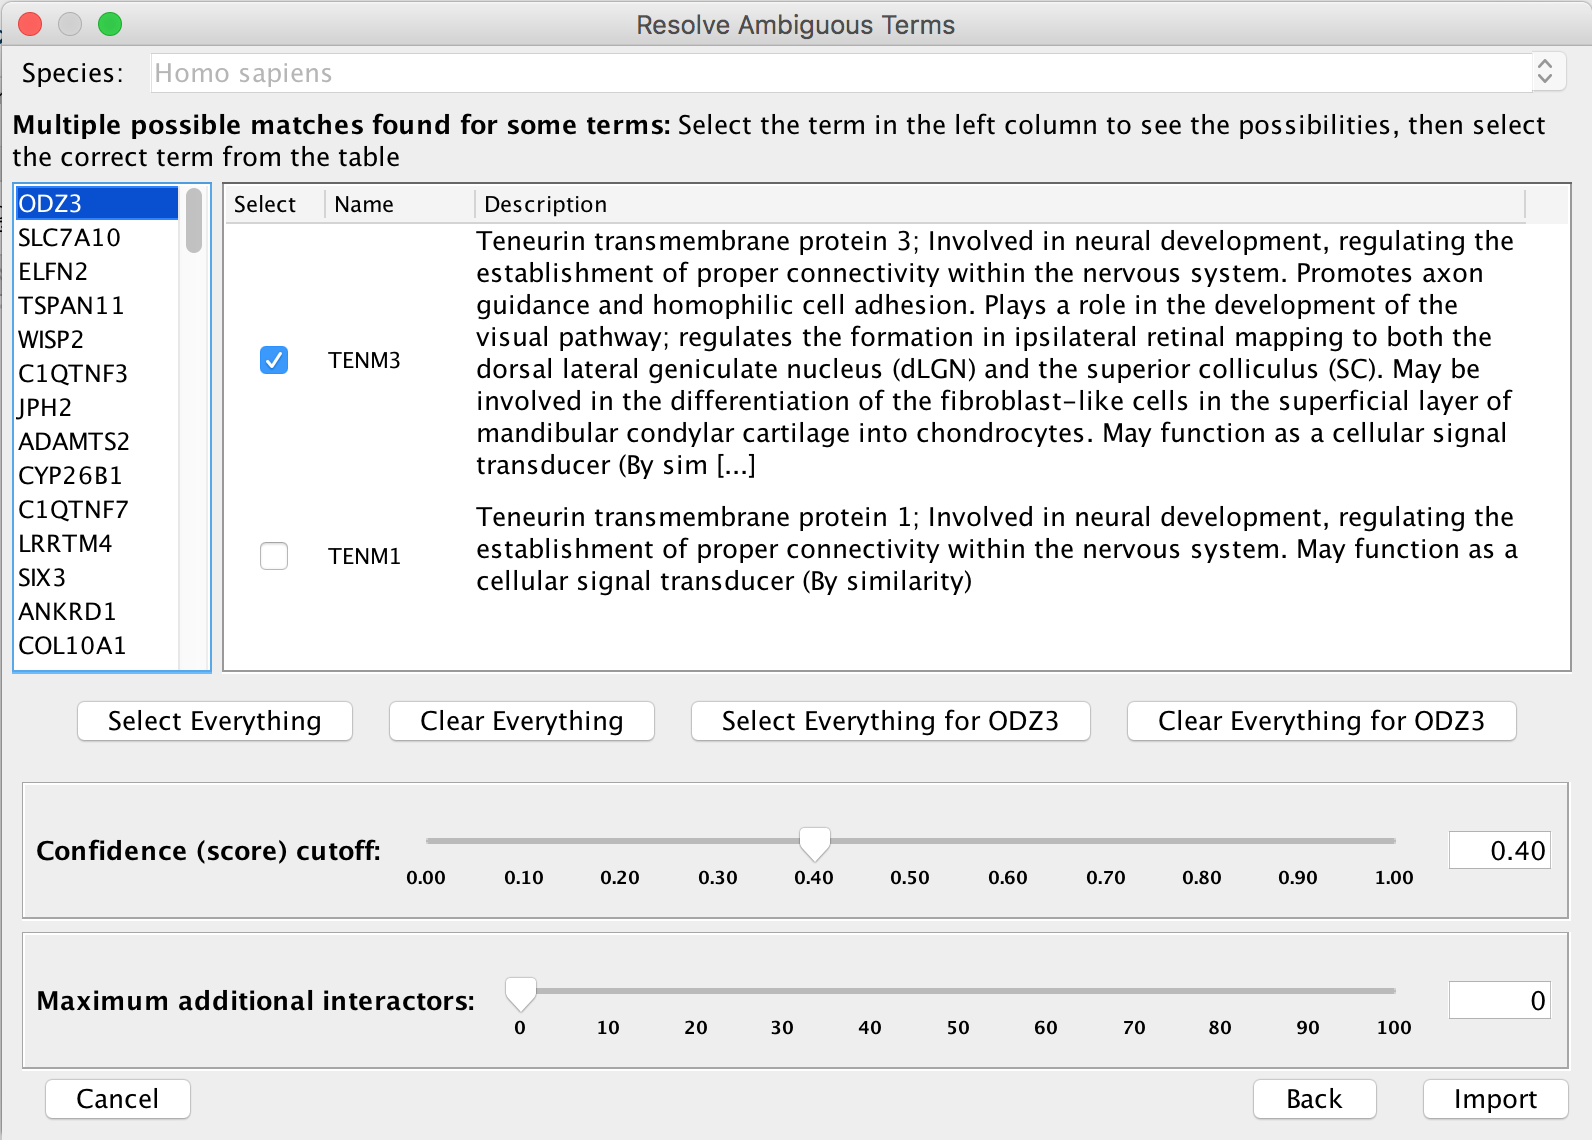 Resolve Ambiguous Terms
Species: Homo sapiens
Multiple possible matches found for some terms: Select the term in the left column to see the possibilities, then select
the correct term from the table
ODZ3
SLC7A10
ELFN2
TSPAN11
WISP2
C1QTNF3
JPH2
ADAMTS2
CYP26B1
C1QTNF7
LRRTM4
SIX3
ANKRD1
COL10A1
Select Name Description
TENM3
Teneurin transmembrane protein 3; Involved in neural development, regulating the
establishment of proper connectivity within the nervous system. Promotes axon
guidance and homophilic cell adhesion. Plays a role in the development of the
visual pathway; regulates the formation in ipsilateral retinal mapping to both the
dorsal lateral geniculate nucleus (dLGN) and the superior colliculus (SC). May be
involved in the differentiation of the fibroblast-like cells in the superficial layer of
mandibular condylar cartilage into chondrocytes. May function as a cellular signal
transducer (By sim [...]
TENM1
Teneurin transmembrane protein 1; Involved in neural development, regulating the
establishment of proper connectivity within the nervous system. May function as a
cellular signal transducer (By similarity)
Select Everything Clear Everything Select Everything for ODZ3 Clear Everything for ODZ3
Confidence (score) cutoff: 0.40
0.00 0.10 0.20 0.30 0.40 0.50 0.60 0.70 0.80 0.90 1.00
Maximum additional interactors: 0
0 10 20 30 40 50 60 70 80 90 100
Cancel Back Import